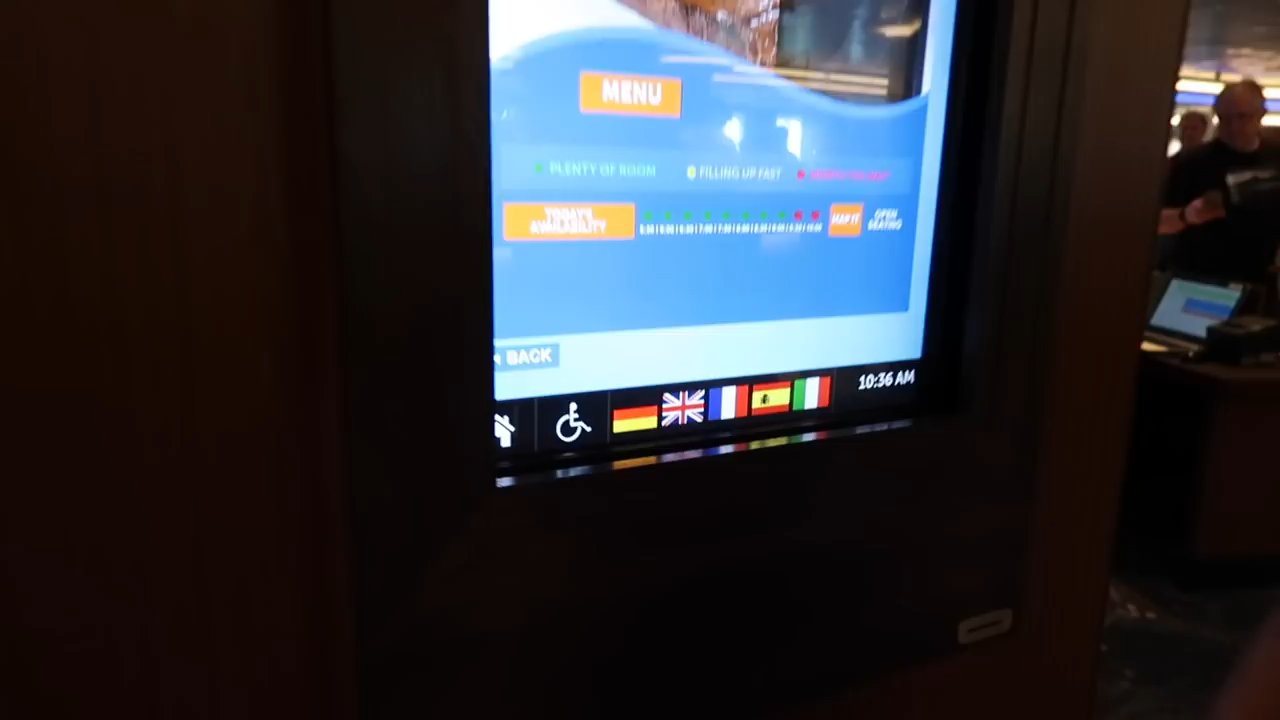 MENU
PLENTY OF ROOM
FILLING UP FAST
TODAY'S
AVAILABILITY
MAP IT
OPEN
SEATING
BACK
10:36 AM